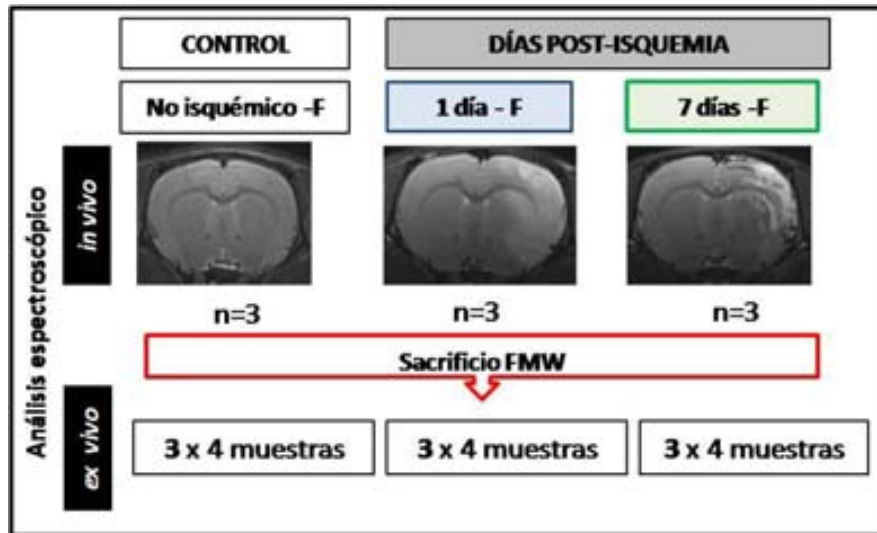 CONTROL
DÍAS POST-ISQUEMIA
No isquémico -F
1 día - F
7 días -F
Análisis espectroscópico
in vivo
n=3
n=3
n=3
Sacrificio FMW
ex vivo
3 x 4 muestras
3 x 4 muestras
3 x 4 muestras